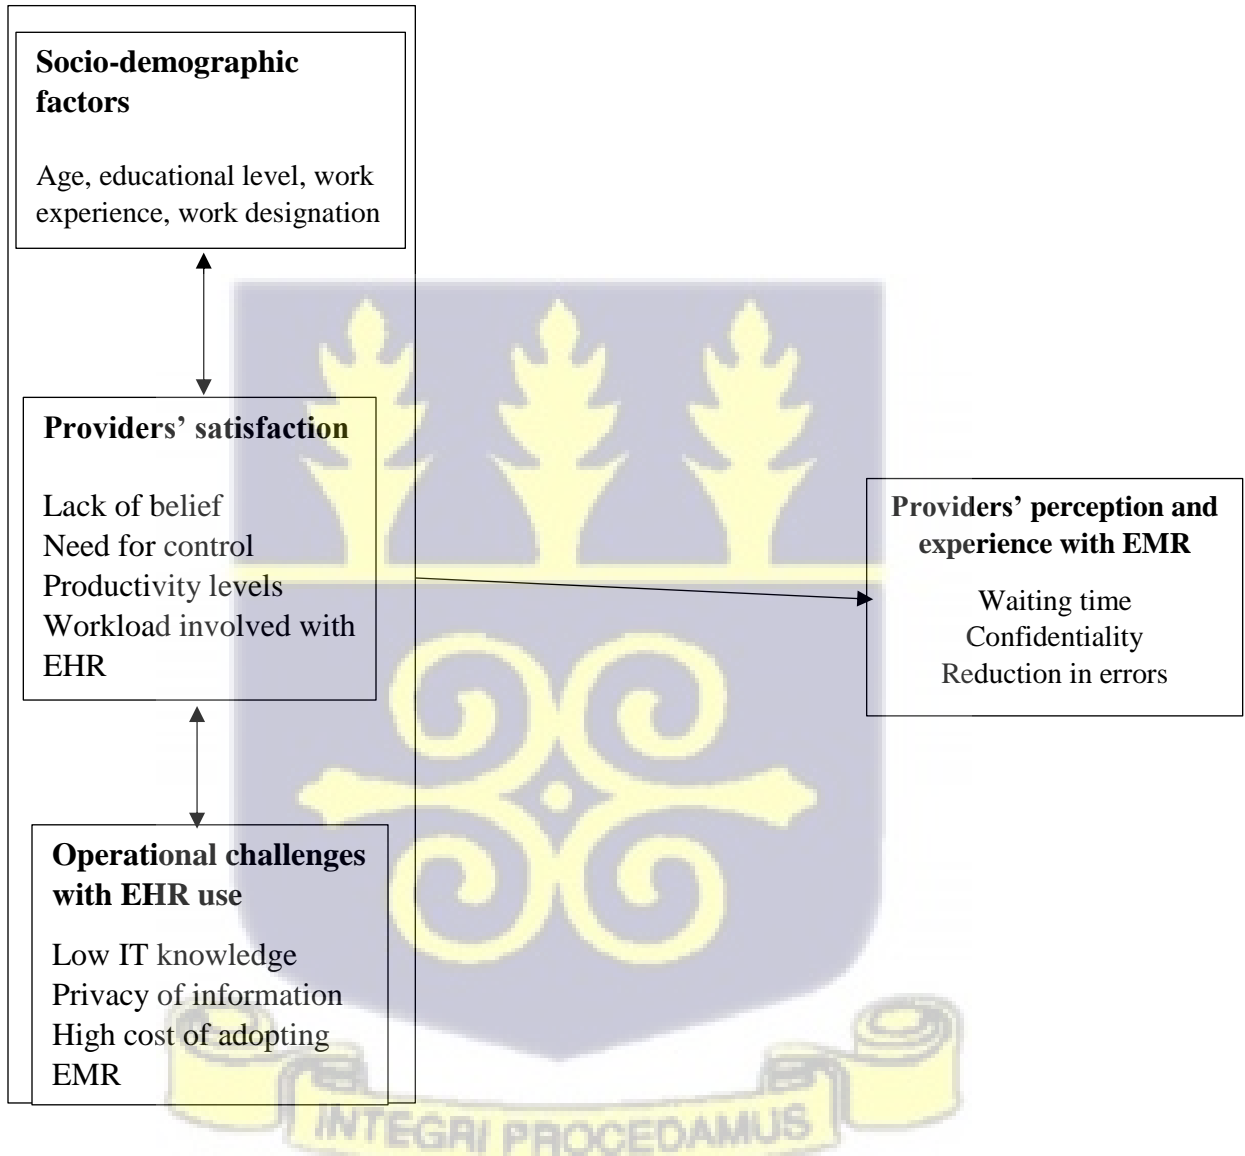 Socio-demographic
factors
Age, educational level, work
experience, work designation
Providers’ satisfaction
Lack of belief
Need for control
Productivity levels
Workload involved with
EHR
Operational challenges
with EHR use
Low IT knowledge
Privacy of information
High cost of adopting
EMR
Providers’ perception and
experience with EMR
Waiting time
Confidentiality
Reduction in errors
INTEGRI PROCEDAMUS